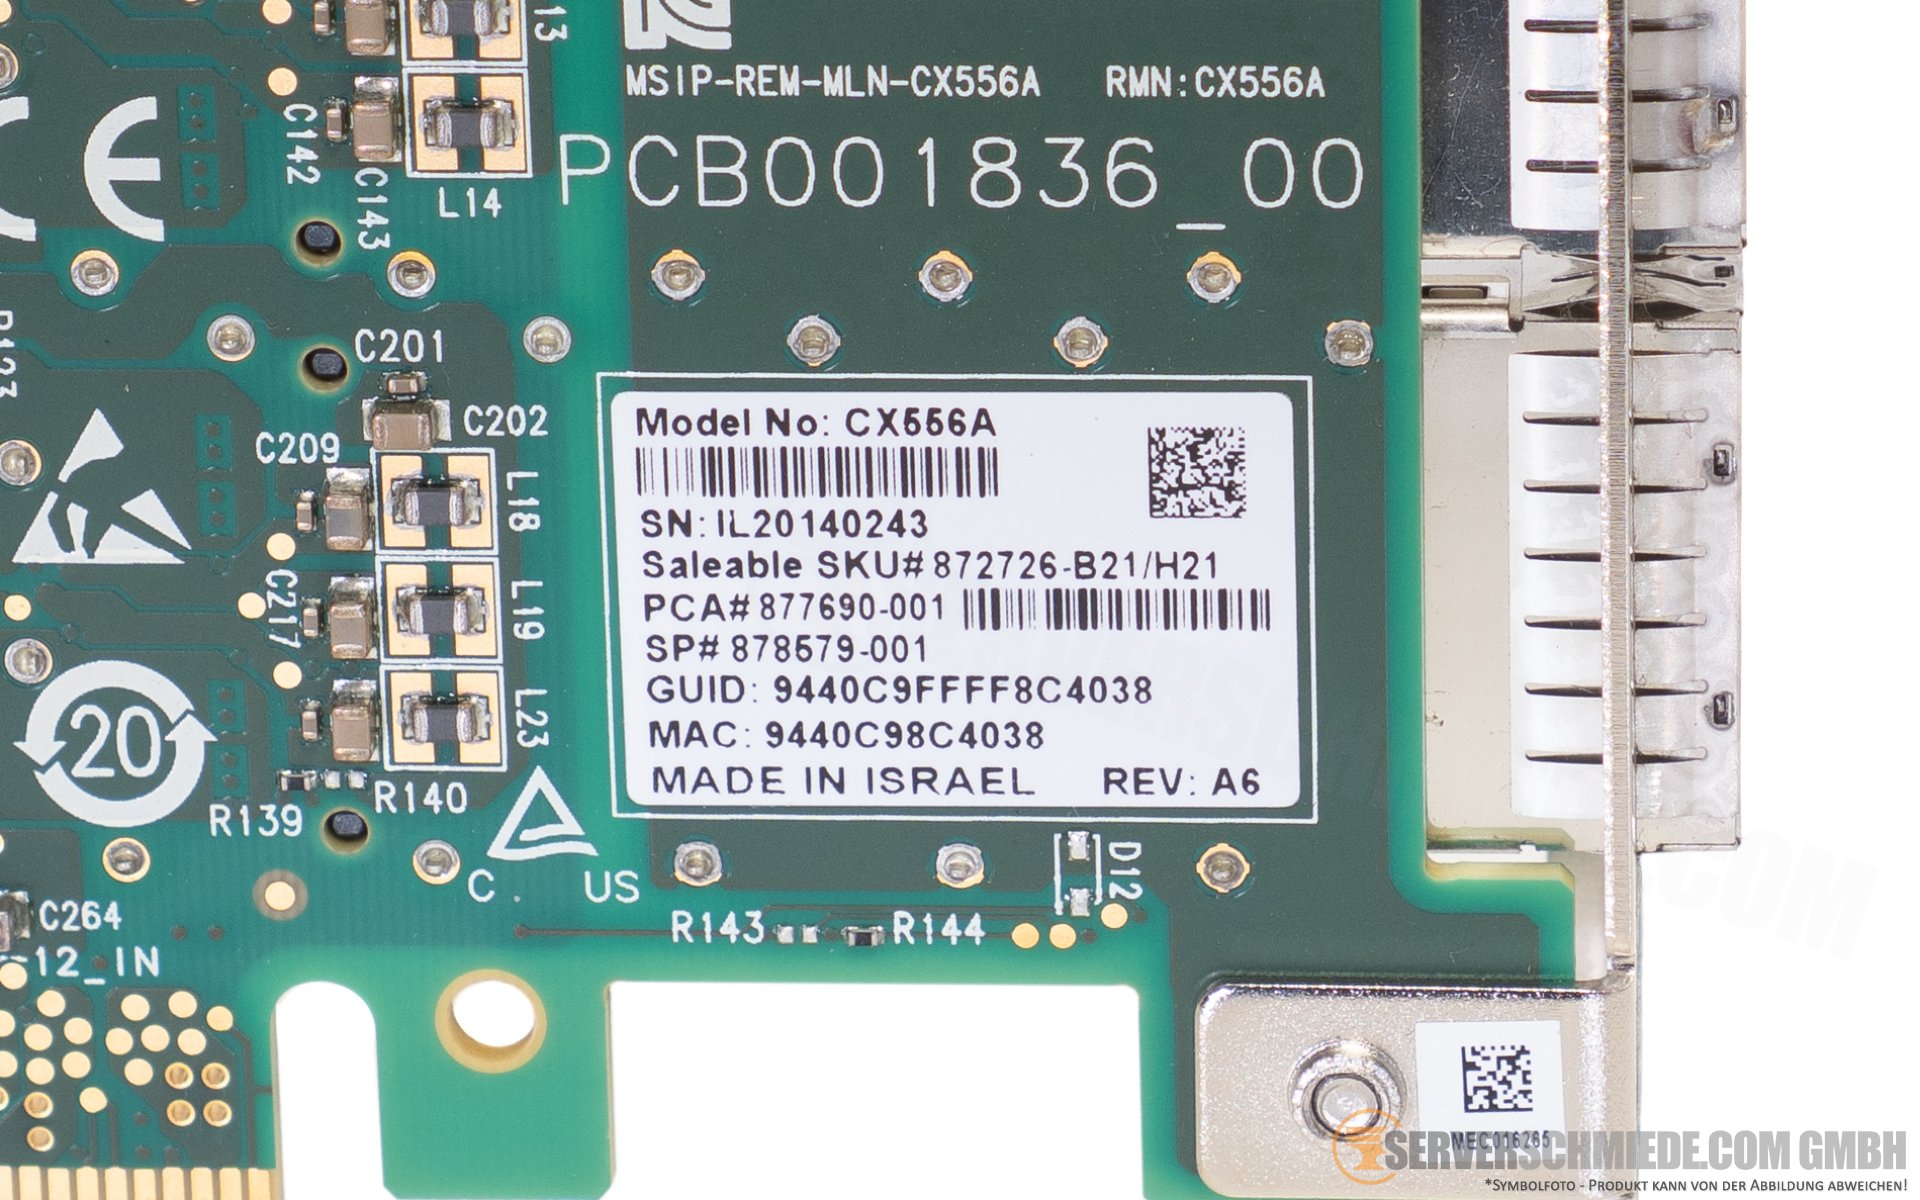 13
MSIP-REM-MLN-CX556A RMN:CX556A
PCB001836_00
C142
C143
L14
C201
C202
C209
L18
C217
L19
L23
20
R139
R140
Model No: CX556A
SN: IL20140243
Saleable SKU# 872726-B21/H21
PCA# 877690-001
SP# 878579-001
GUID: 9440C9FFFF8C4038
MAC: 9440C98C4038
MADE IN ISRAEL REV: A6
C. US
D12
R143
R144
C264
-12_IN
MEC016265
SERVERSCHMIEDE.COM GMBH
*Symbolfoto - Produkt kann von der Abbildung abweichen!